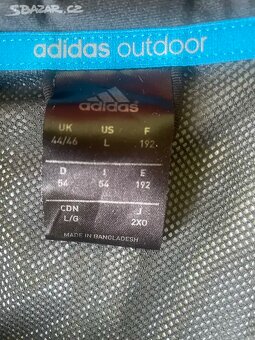 SBAZAR.CZ
adidas outdoor
adidas
UK US F
44/46 L 192
D I E
54 54 192
CDN J
L/G 2XO
MADE IN BANGLADESH